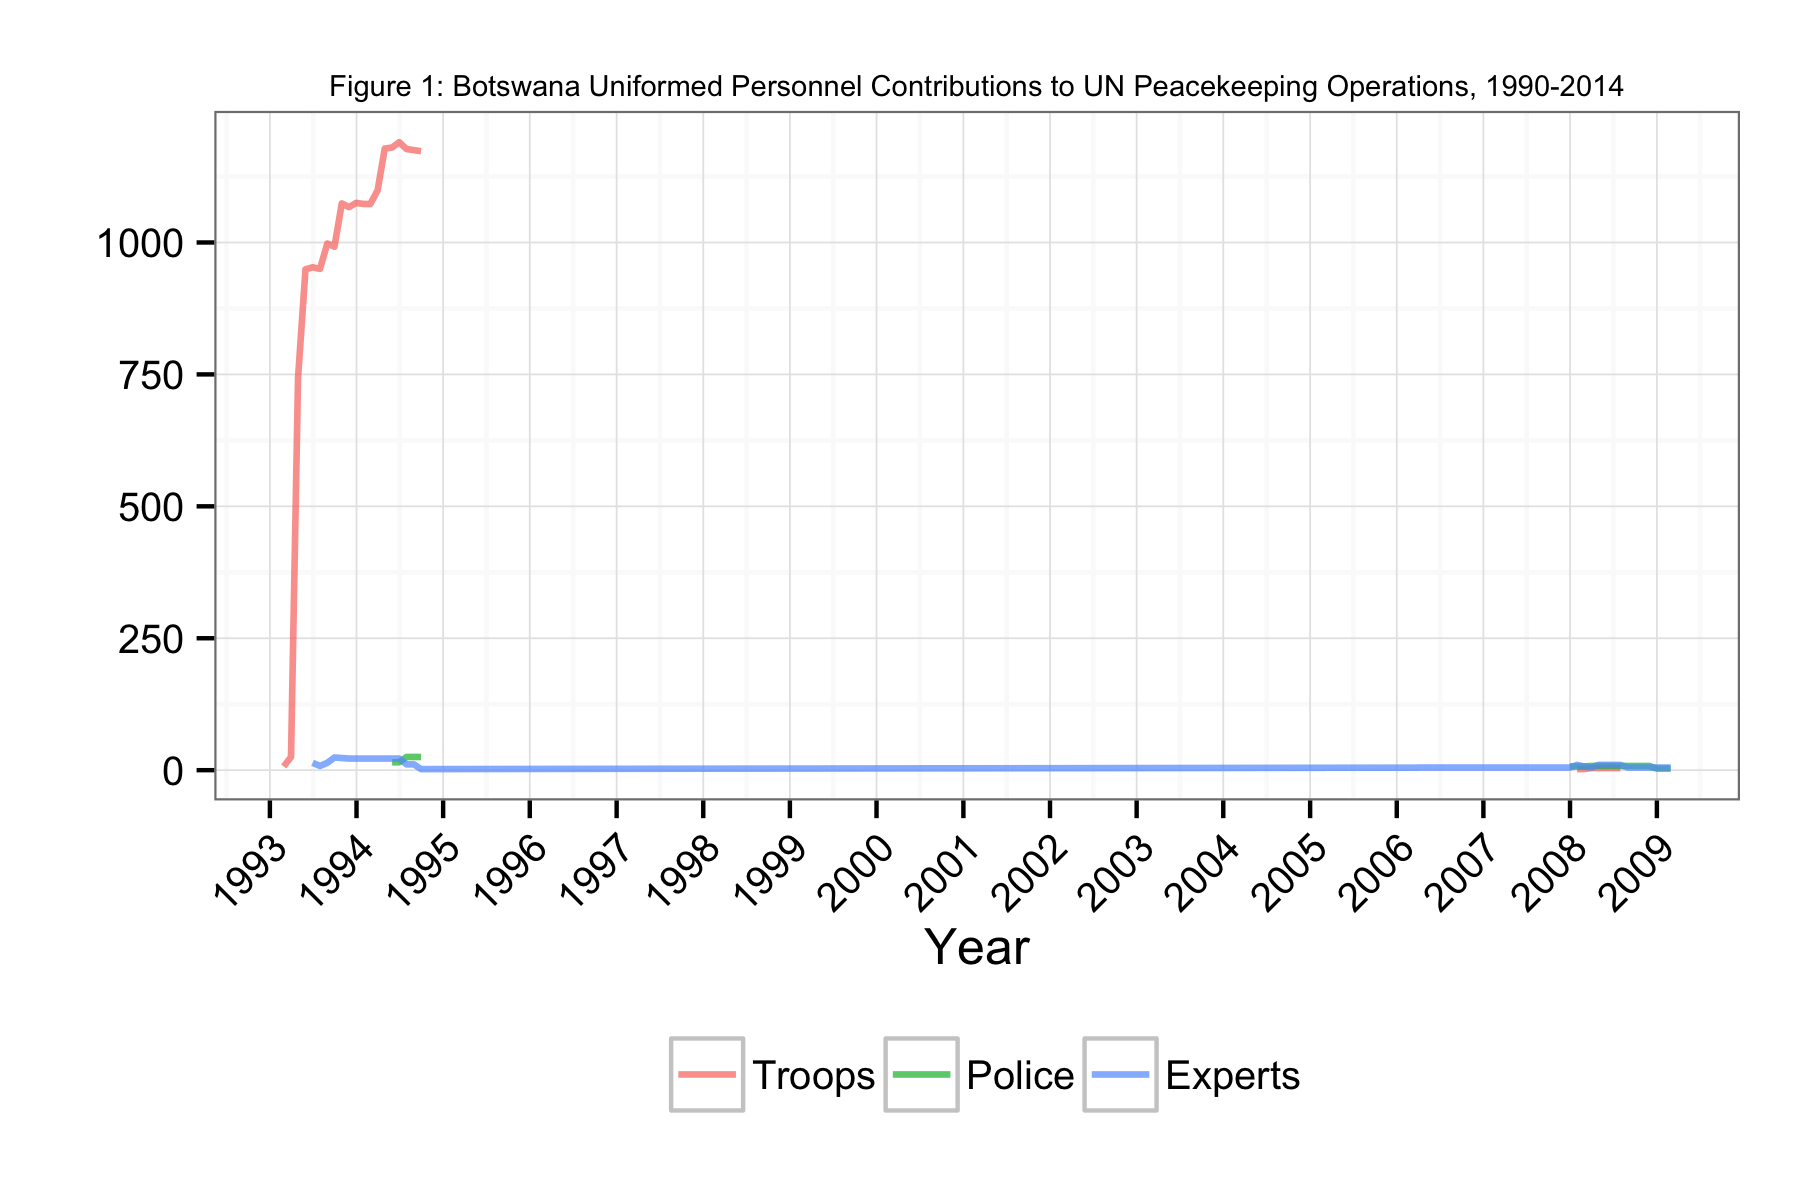 Figure 1: Botswana Uniformed Personnel Contributions to UN Peacekeeping Operations, 1990-2014
1000
750
500
250
0
1993 1994 1995 1996 1997 1998 1999 2000 2001 2002 2003 2004 2005 2006 2007 2008 2009
Year
Troops Police Experts